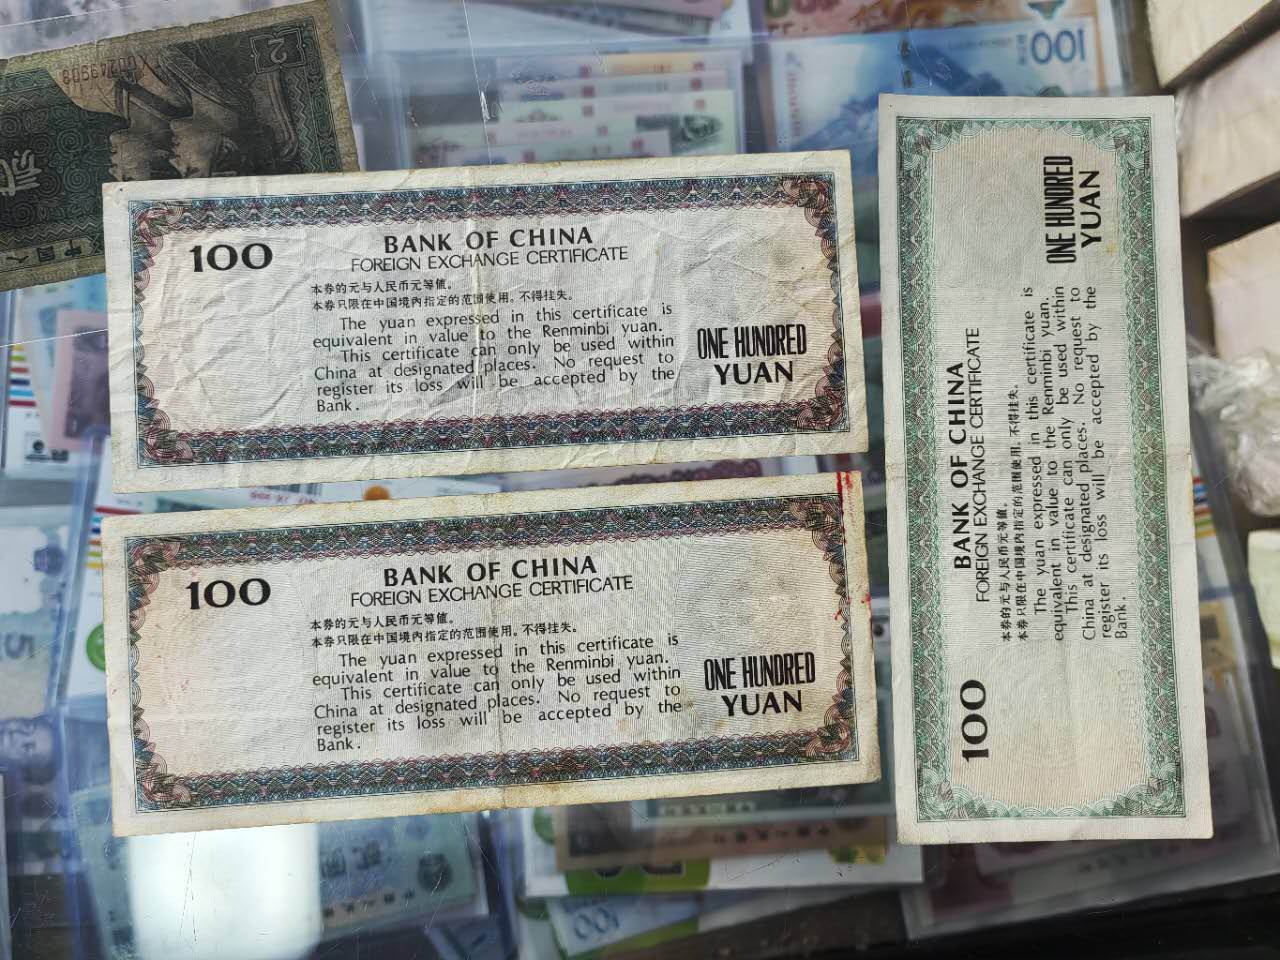 100
BANK OF CHINA
FOREIGN EXCHANGE CERTIFICATE
本券的元与人民币元等值。
本券只限在中国境内指定的范围使用。不得挂失。
The yuan expressed in this certificate is
equivalent in value to the Renminbi yuan.
This certificate can only be used within
China at designated places. No request to
register its loss will be accepted by the
Bank.
ONE HUNDRED
YUAN
100
BANK OF CHINA
FOREIGN EXCHANGE CERTIFICATE
本券的元与人民币元等值。
本券只限在中国境内指定的范围使用。不得挂失。
The yuan expressed in this certificate is
equivalent in value to the Renminbi yuan.
This certificate can only be used within
China at designated places. No request to
register its loss will be accepted by the
Bank.
ONE HUNDRED
YUAN
100
BANK OF CHINA
FOREIGN EXCHANGE CERTIFICATE
本券的元与人民币元等值。
本券只限在中国境内指定的范围使用。不得挂失。
The yuan expressed in this certificate is
equivalent in value to the Renminbi yuan.
This certificate can only be used within
China at designated places. No request to
register its loss will be accepted by the
Bank.
ONE HUNDRED
YUAN
2
贰
100
5
100